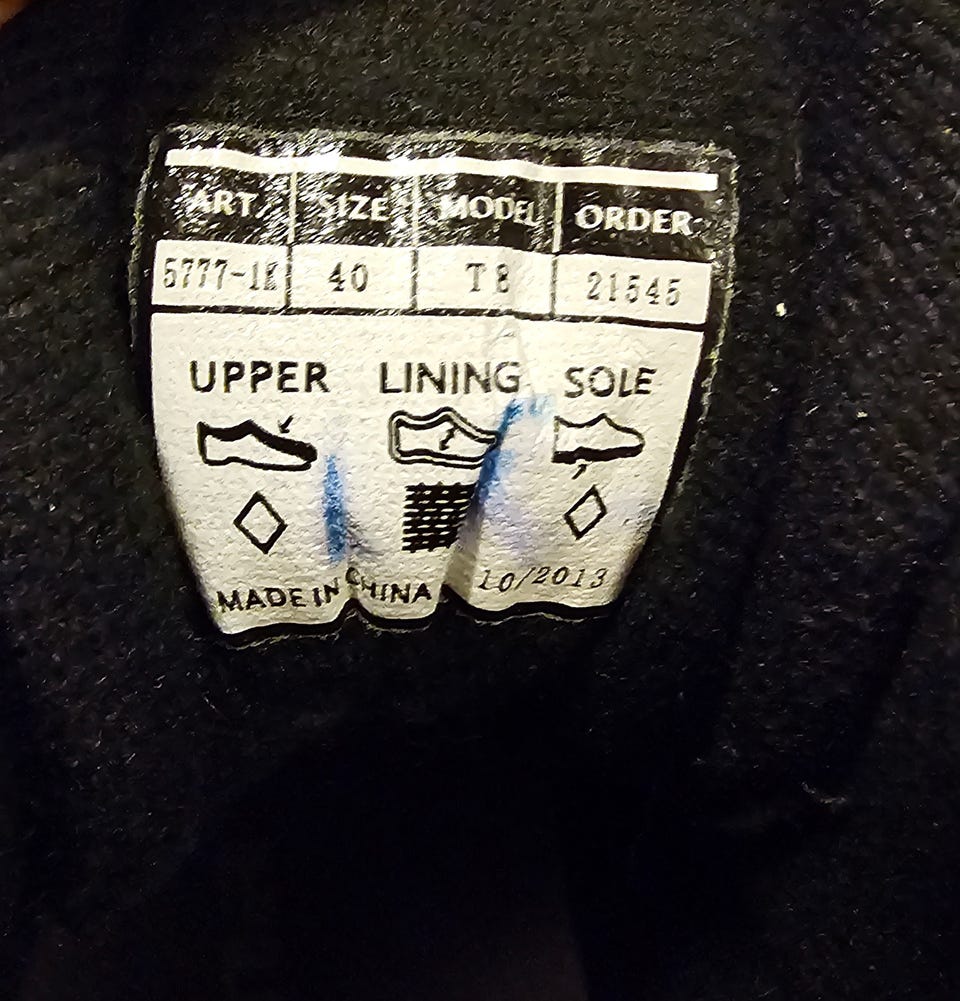 ART. SIZE MODEL ORDER
5777-1K 40 T8 21545
UPPER LINING SOLE
MADE IN CHINA 10/2013